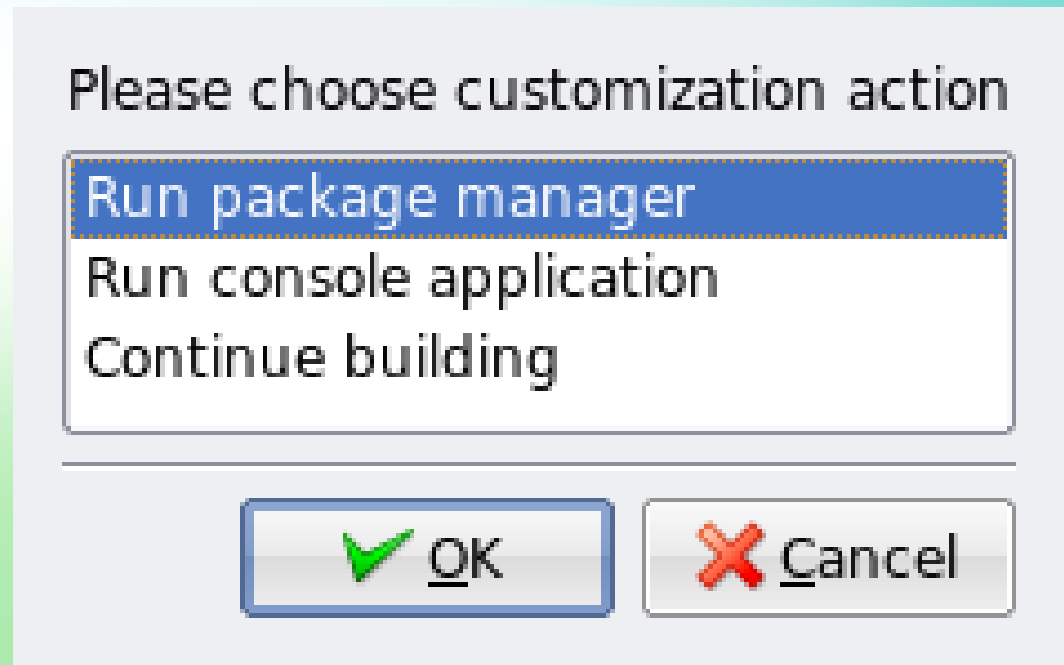 Please choose customization action
Run package manager
Run console application
Continue building
OK
Cancel